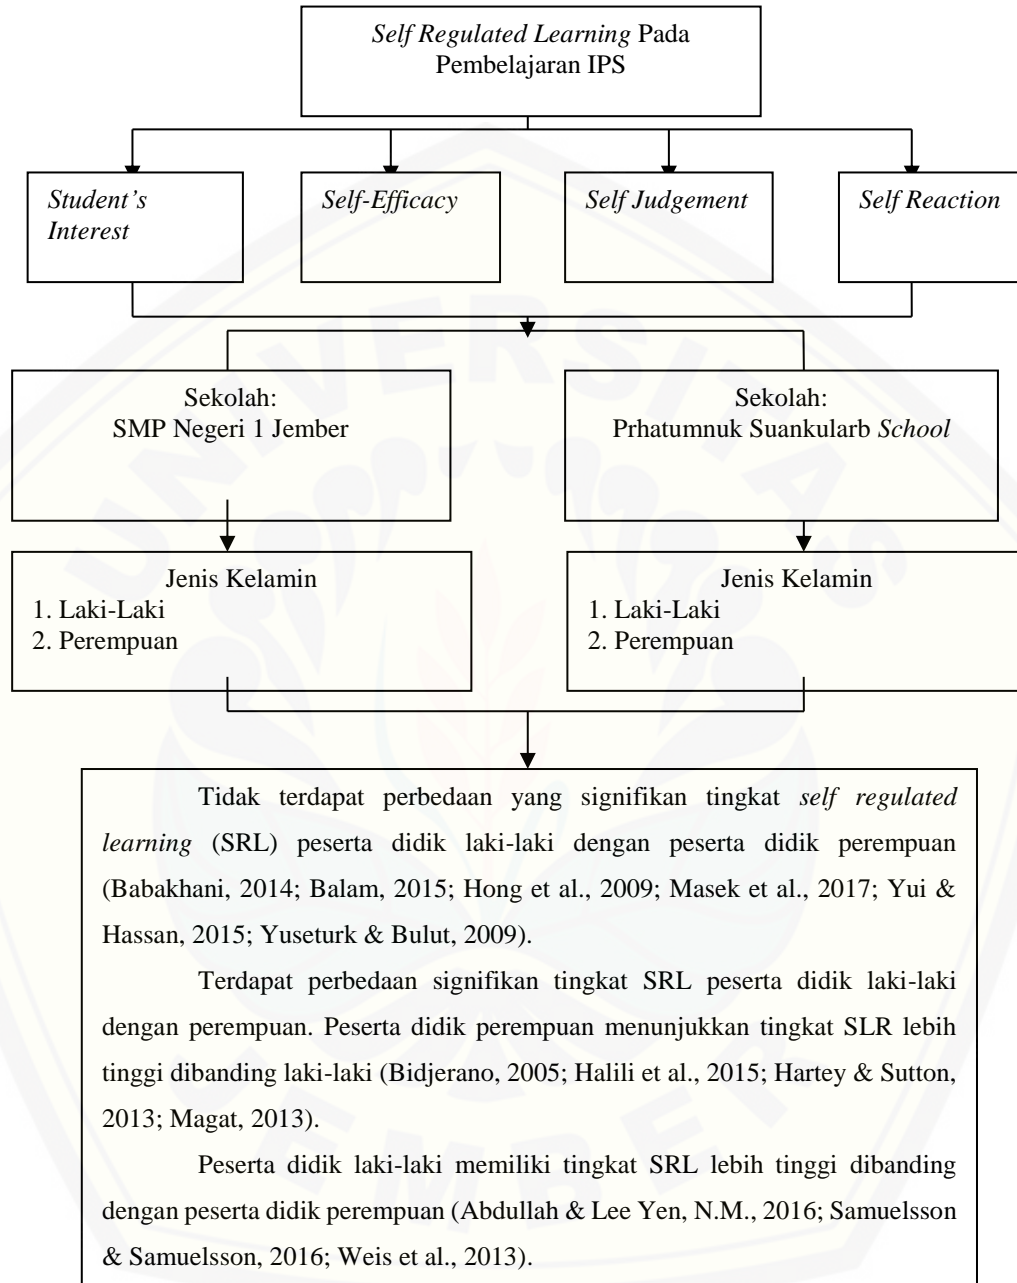 Self Regulated Learning Pada
Pembelajaran IPS
Student’s
Interest
Self-Efficacy
Self Judgement
Self Reaction
Sekolah:
SMP Negeri 1 Jember
Sekolah:
Prhatumnuk Suankularb School
Jenis Kelamin
1. Laki-Laki
2. Perempuan
Jenis Kelamin
1. Laki-Laki
2. Perempuan
Tidak terdapat perbedaan yang signifikan tingkat self regulated
learning (SRL) peserta didik laki-laki dengan peserta didik perempuan
(Babakhani, 2014; Balam, 2015; Hong et al., 2009; Masek et al., 2017; Yui &
Hassan, 2015; Yuseturk & Bulut, 2009).
Terdapat perbedaan signifikan tingkat SRL peserta didik laki-laki
dengan perempuan. Peserta didik perempuan menunjukkan tingkat SLR lebih
tinggi dibanding laki-laki (Bidjerano, 2005; Halili et al., 2015; Hartey & Sutton,
2013; Magat, 2013).
Peserta didik laki-laki memiliki tingkat SRL lebih tinggi dibanding
dengan peserta didik perempuan (Abdullah & Lee Yen, N.M., 2016; Samuelsson
& Samuelsson, 2016; Weis et al., 2013).
UNIVERSITAS
JEMBER